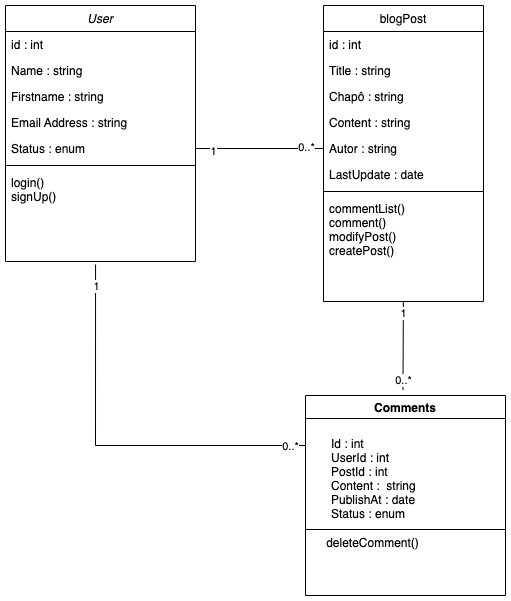 User
id : int
Name : string
Firstname : string
Email Address : string
Status : enum
login()
signUp()
1
0..*
blogPost
id : int
Title : string
Chapô : string
Content : string
Autor : string
LastUpdate : date
commentList()
comment()
modifyPost()
createPost()
1
1
0..*
0..*
Comments
Id : int
UserId : int
PostId : int
Content :  string
PublishAt : date
Status : enum
deleteComment()